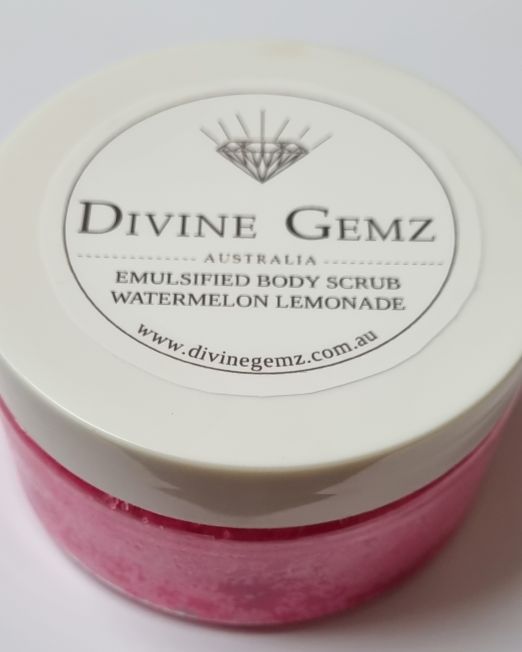 DIVINE GEMZ
AUSTRALIA
EMULSIFIED BODY SCRUB
WATERMELON LEMONADE
www.divinegemz.com.au